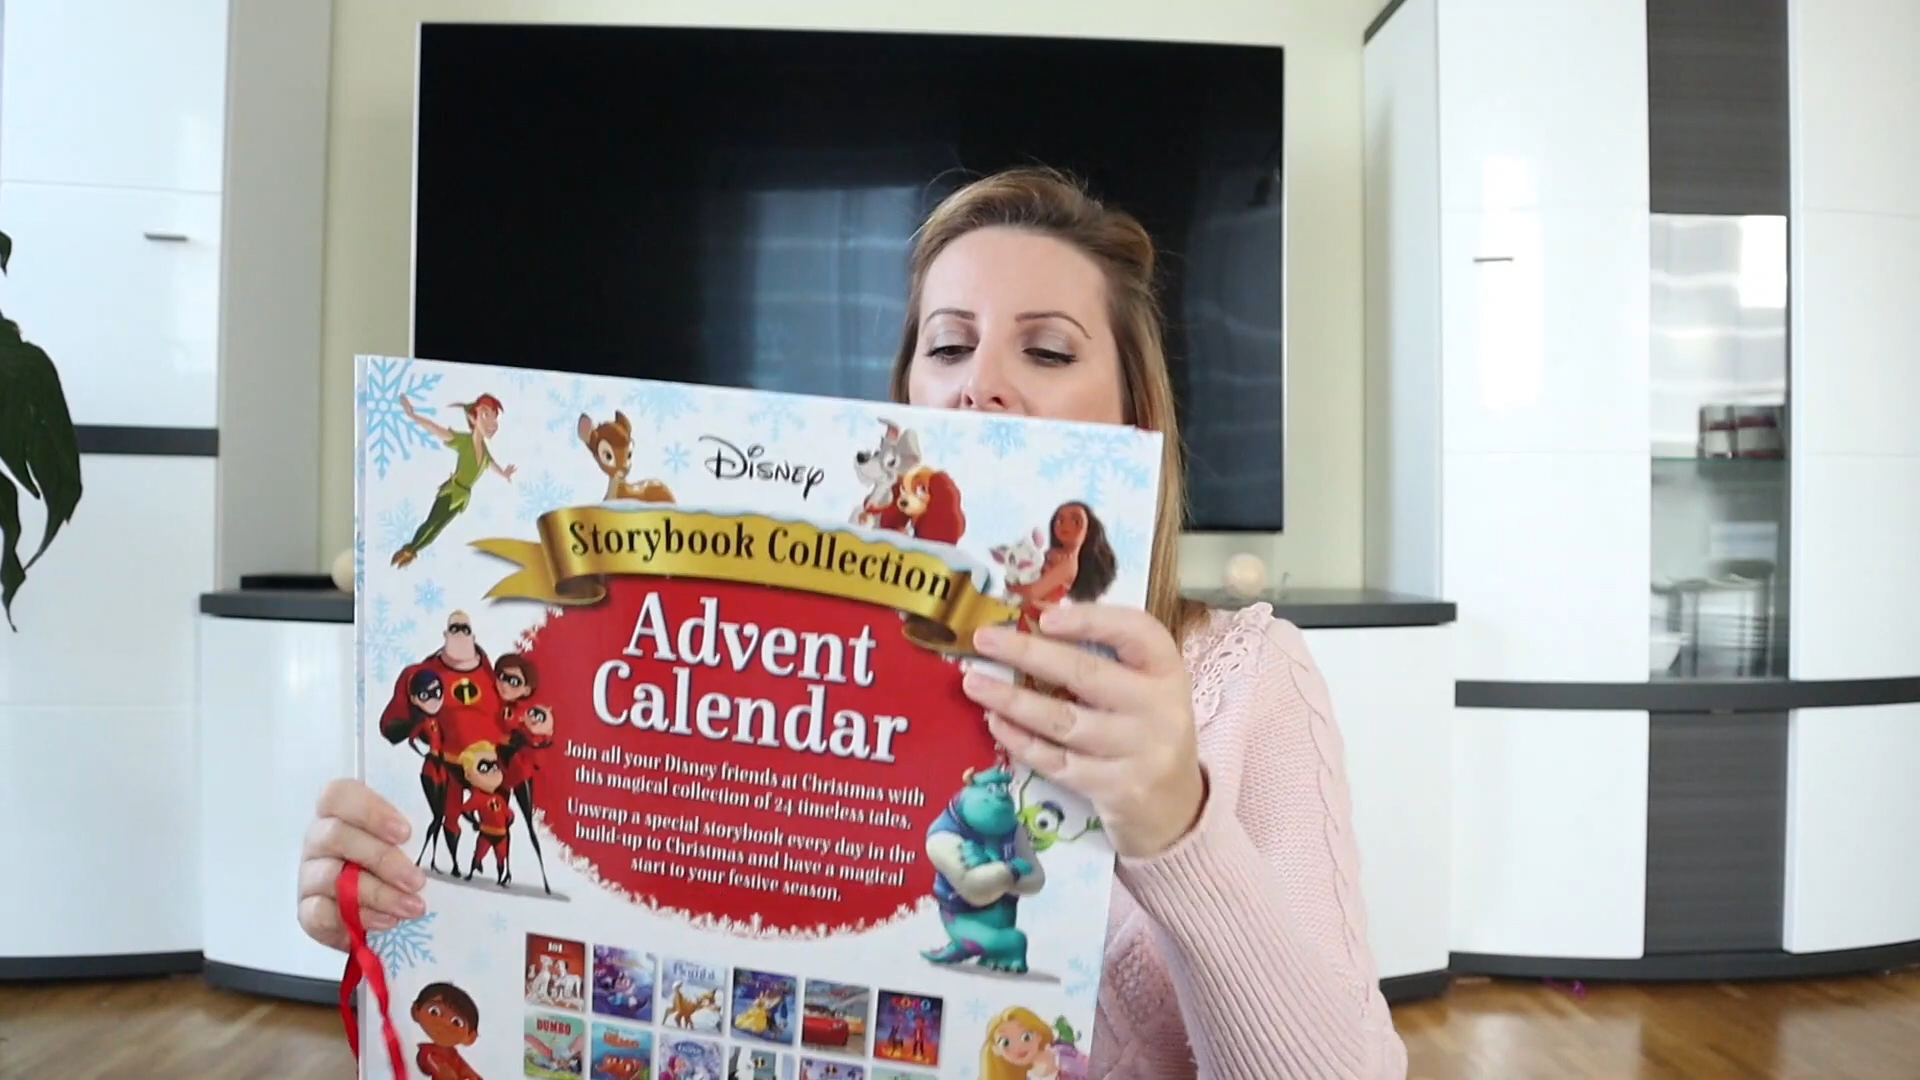 Disney
Storybook Collection
Advent
Calendar
Join all your Disney friends at Christmas with
this magical collection of 24 timeless tales.
Unwrap a special storybook every day in the
build-up to Christmas and have a magical
start to your festive season.
101
COCO
DUMBO